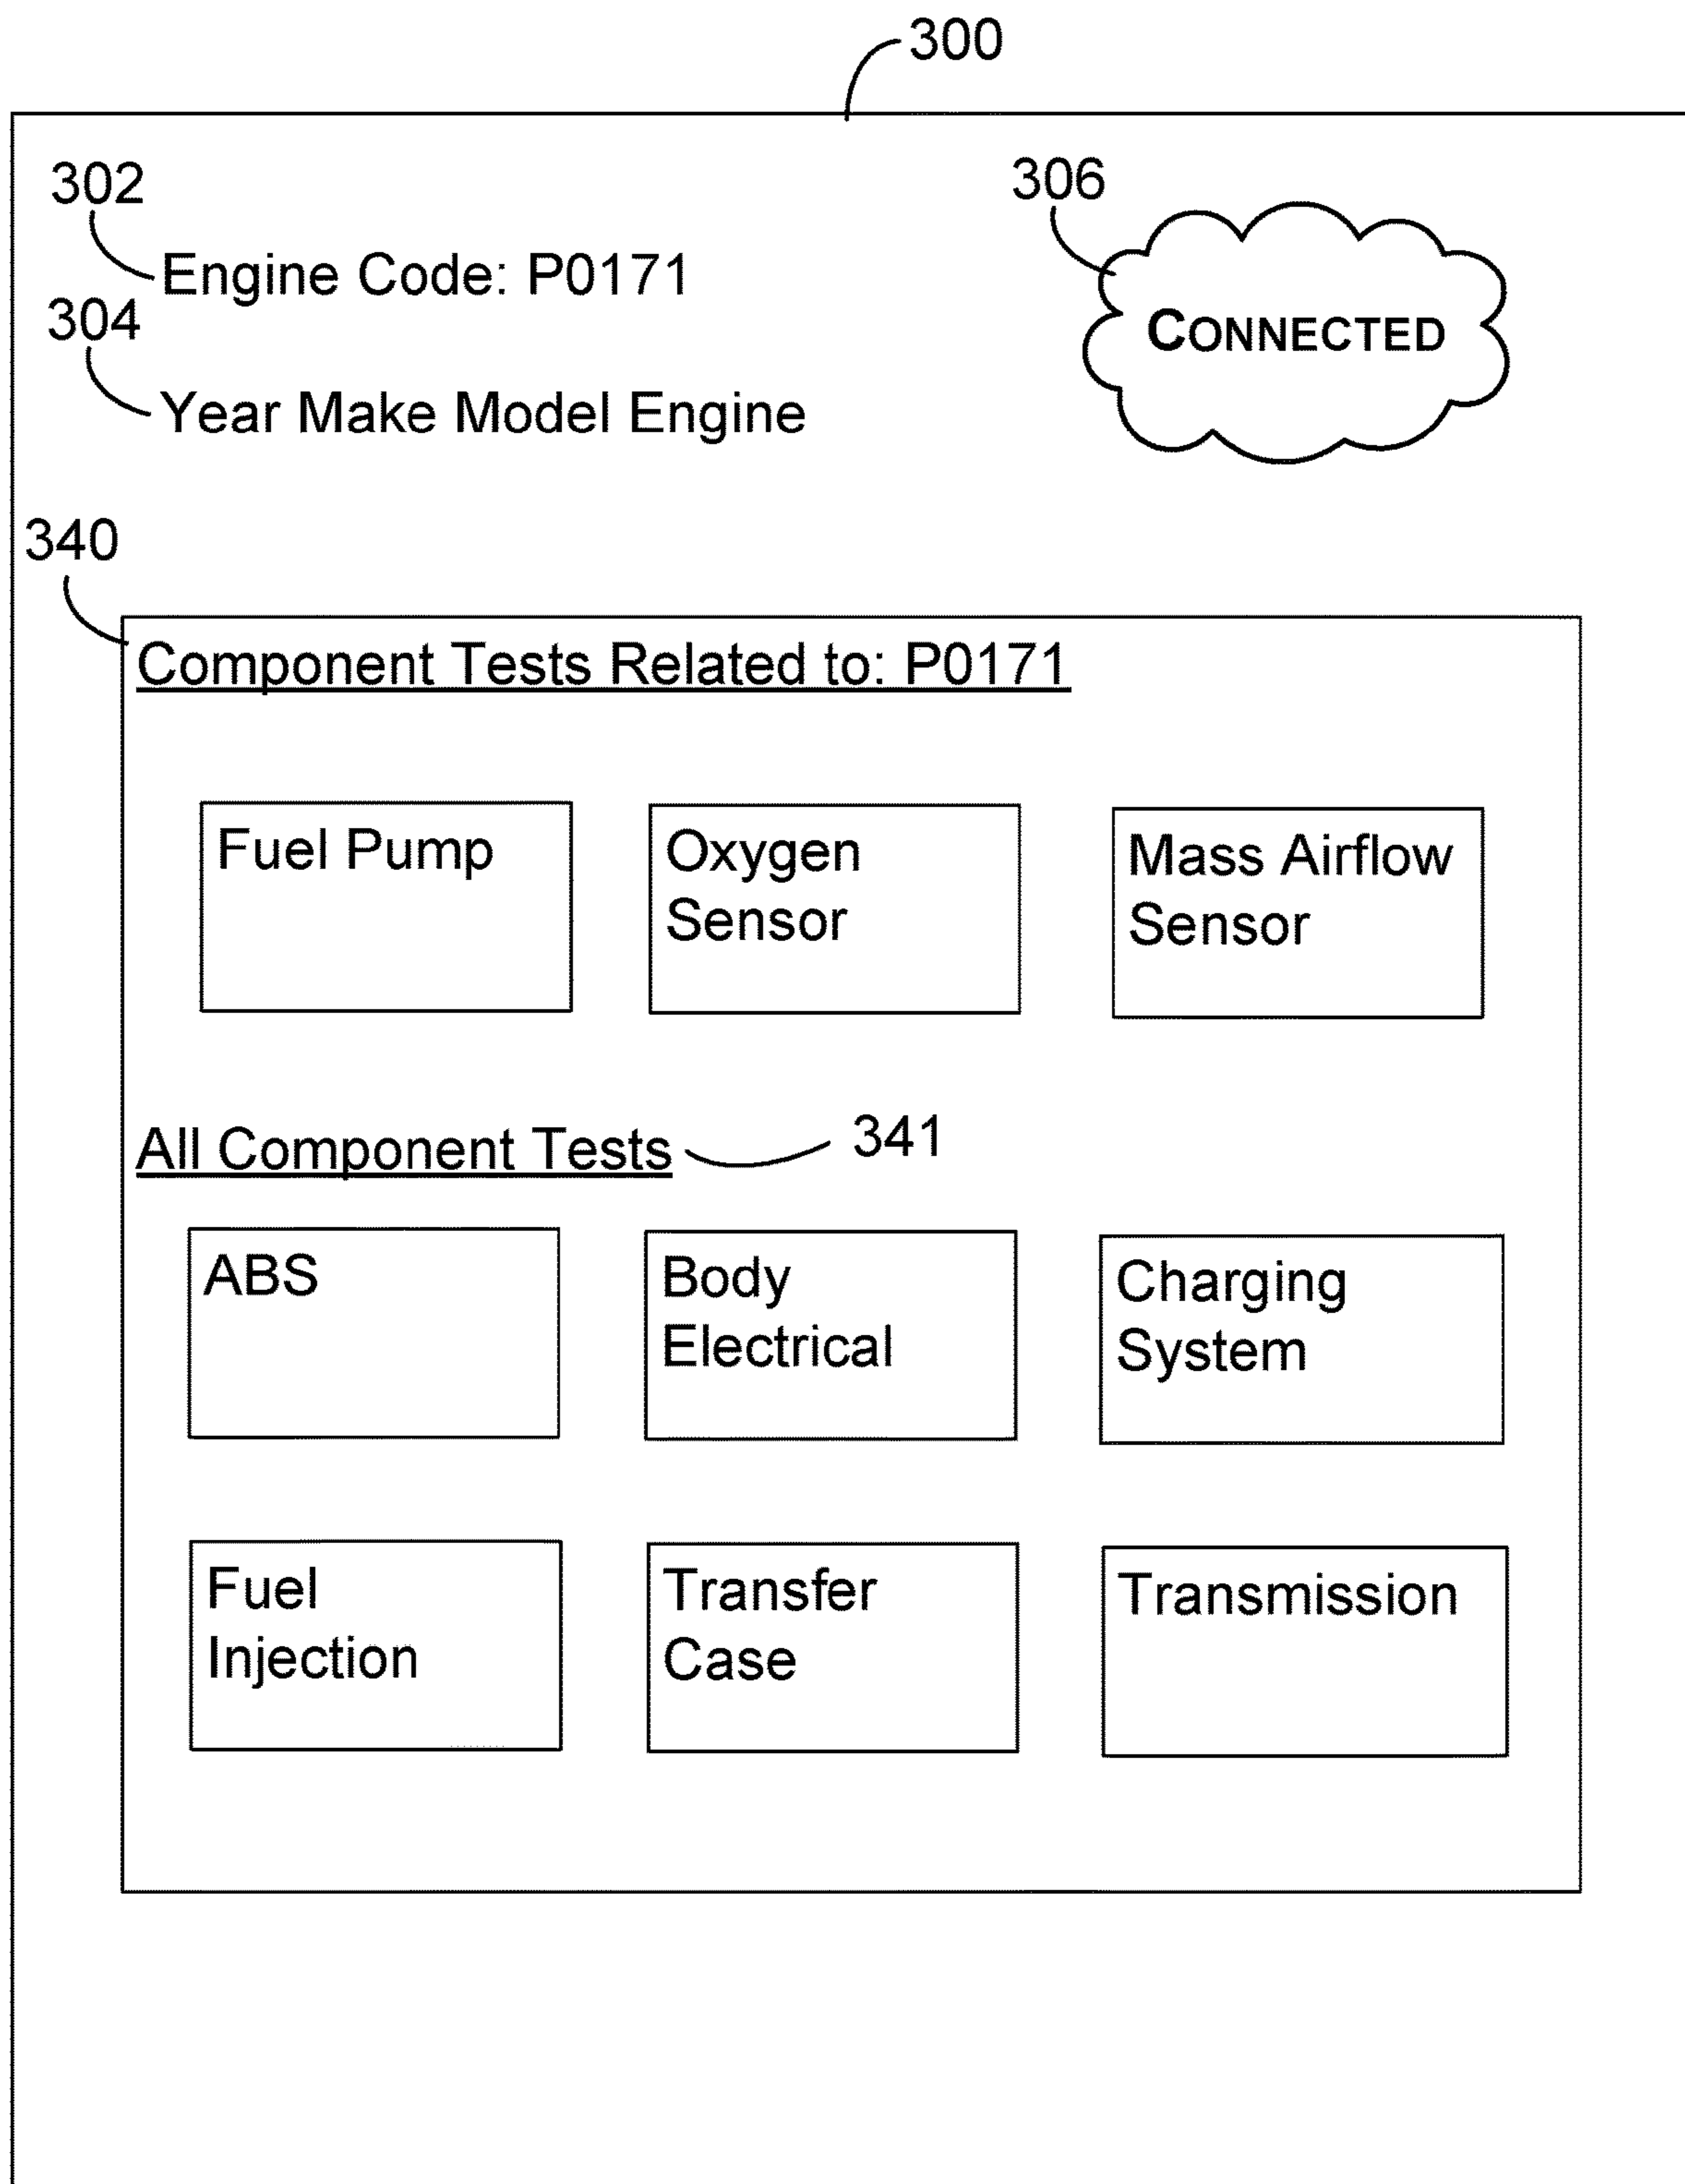 300
302
306
Engine Code: P0171
CONNECTED
304
Year Make Model Engine
340
Component Tests Related to: P0171
Fuel Pump
Oxygen
Sensor
Mass Airflow
Sensor
All Component Tests
341
ABS
Body
Electrical
Charging
System
Fuel
Injection
Transfer
Case
Transmission